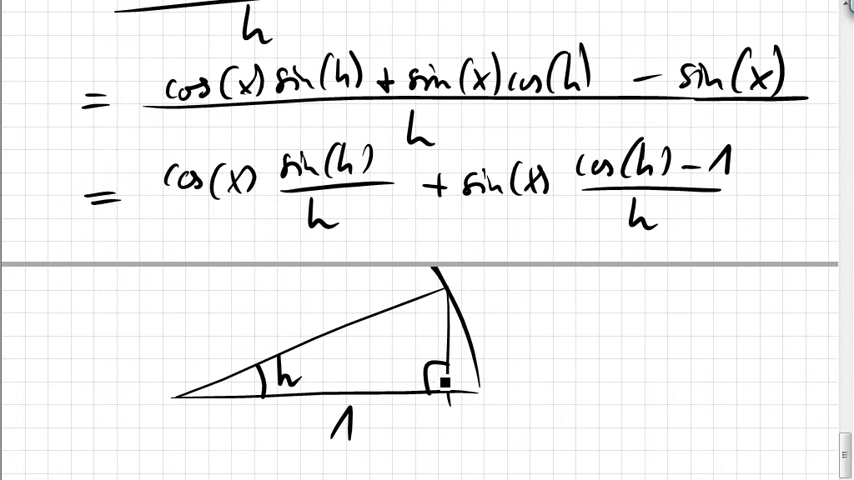 h
= (cos(x) sin(h) + sin(x) cos(h) − sin(x)) / h
= cos(x) sin(h)/h + sin(x) (cos(h) − 1)/h
h
1